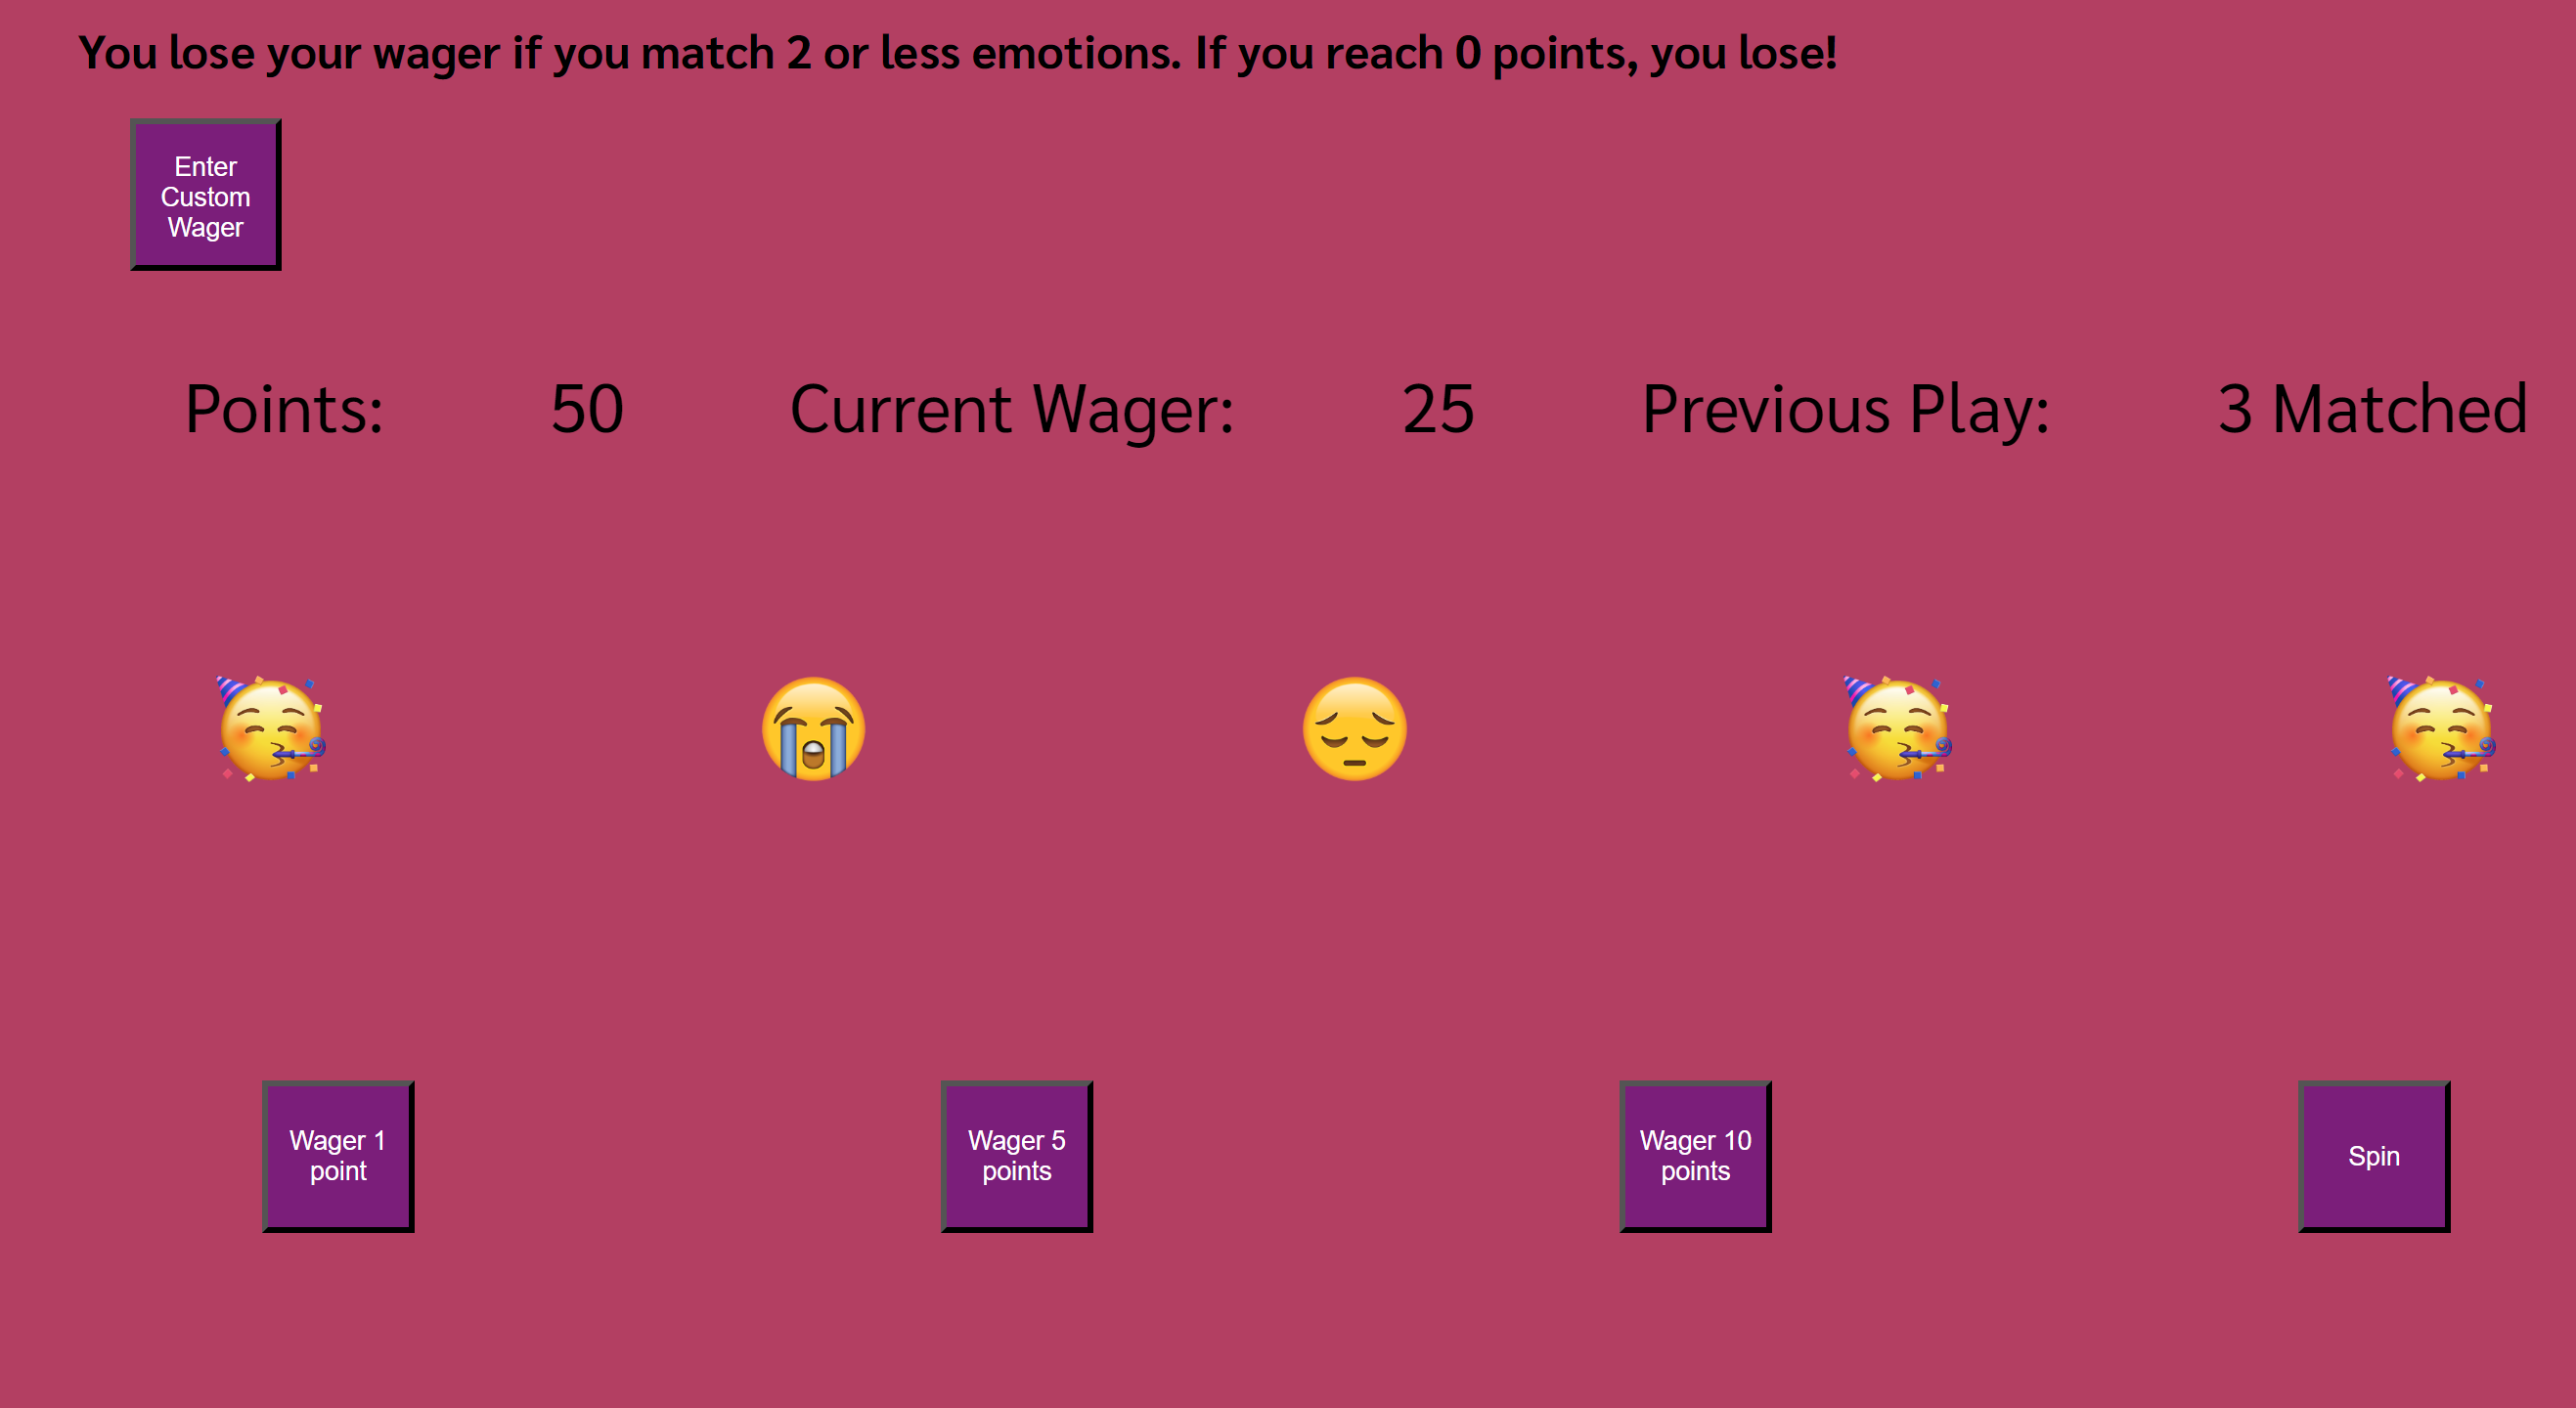 You lose your wager if you match 2 or less emotions. If you reach 0 points, you lose!
Enter
Custom
Wager
Points: 50 Current Wager: 25 Previous Play: 3 Matched
Wager 1
point
Wager 5
points
Wager 10
points
Spin